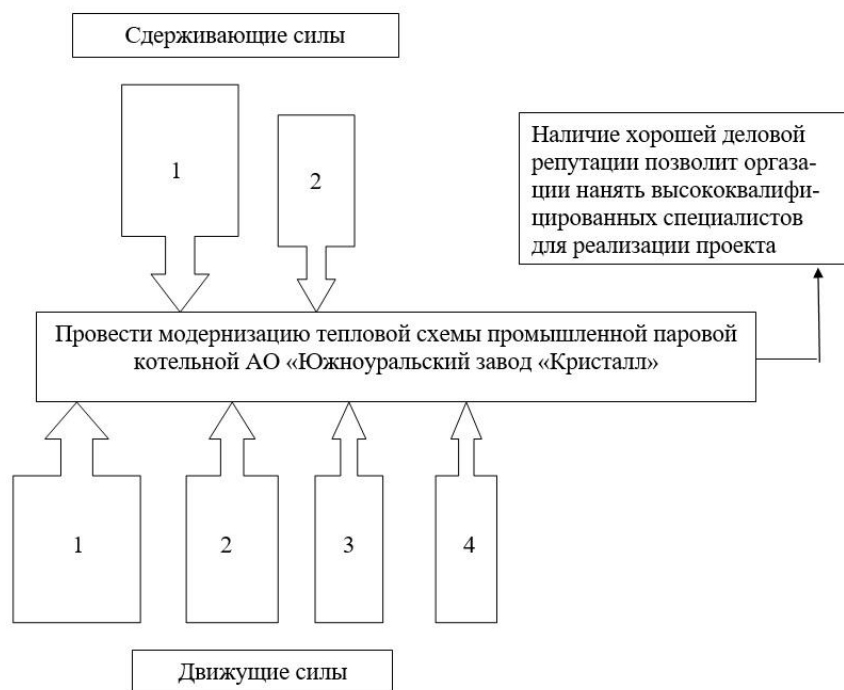 Сдерживающие силы
1
2
Наличие хорошей деловой
репутации позволит оргаза-
ции нанять высококвалифи-
цированных специалистов
для реализации проекта
Провести модернизацию тепловой схемы промышленной паровой
котельной АО «Южноуральский завод «Кристалл»
1
2
3
4
Движущие силы